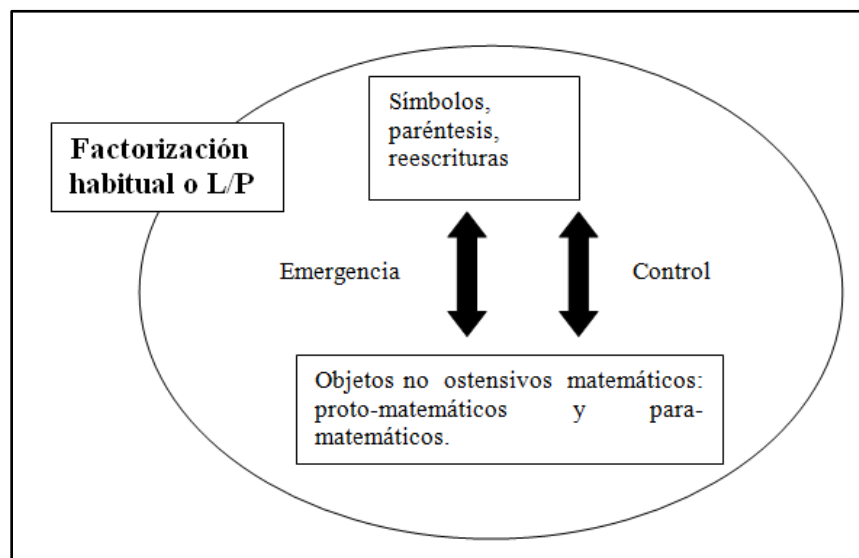 Símbolos,
paréntesis,
reescrituras
Factorización
habitual o L/P
Emergencia
Control
Objetos no ostensivos matemáticos:
proto-matemáticos y para-
matemáticos.